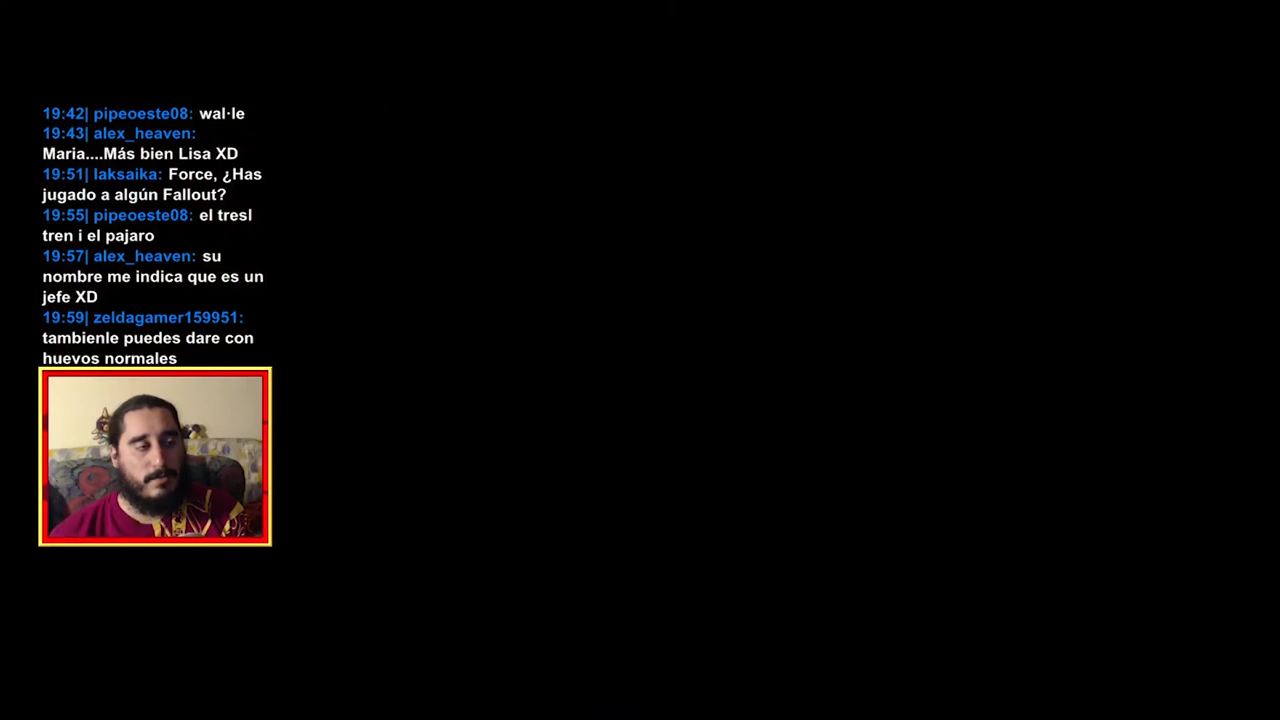 19:42| pipeoeste08: wal·le
19:43| alex_heaven:
Maria....Más bien Lisa XD
19:51| laksaika: Force, ¿Has
jugado a algún Fallout?
19:55| pipeoeste08: el tresl
tren i el pajaro
19:57| alex_heaven: su
nombre me indica que es un
jefe XD
19:59| zeldagamer159951:
tambienle puedes dare con
huevos normales